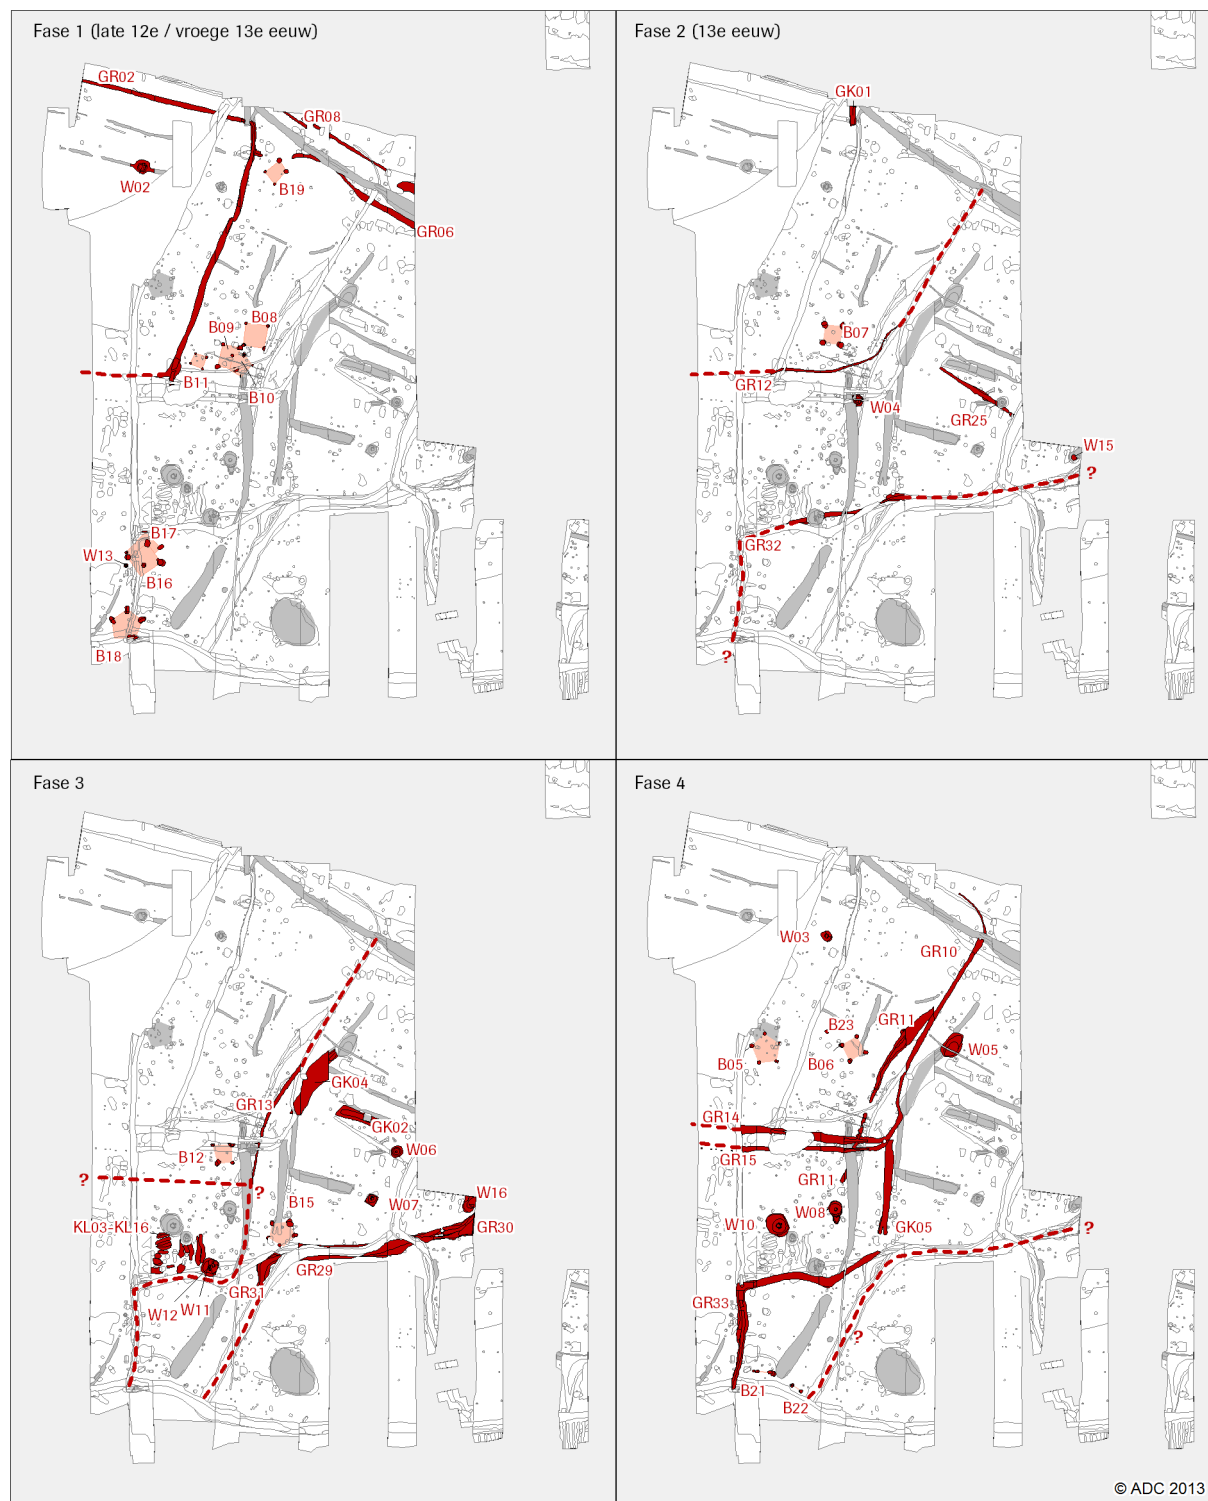 Fase 1 (late 12e / vroege 13e eeuw)
GR02
GR08
W02
B19
GR06
B09
B08
B11
B10
B17
W13
B16
B18
Fase 2 (13e eeuw)
GK01
B07
GR12
W04
GR25
W15
?
GR32
?
Fase 3
GK04
GR13
GK02
B12
W06
?
?
B15
W07
W16
KL03-KL16
GR30
GR29
GR31
W12
W11
Fase 4
W03
GR10
GR11
B23
B05
B06
W05
GR14
GR15
GR11
W08
W10
GK05
?
GR33
?
B21
B22
© ADC 2013